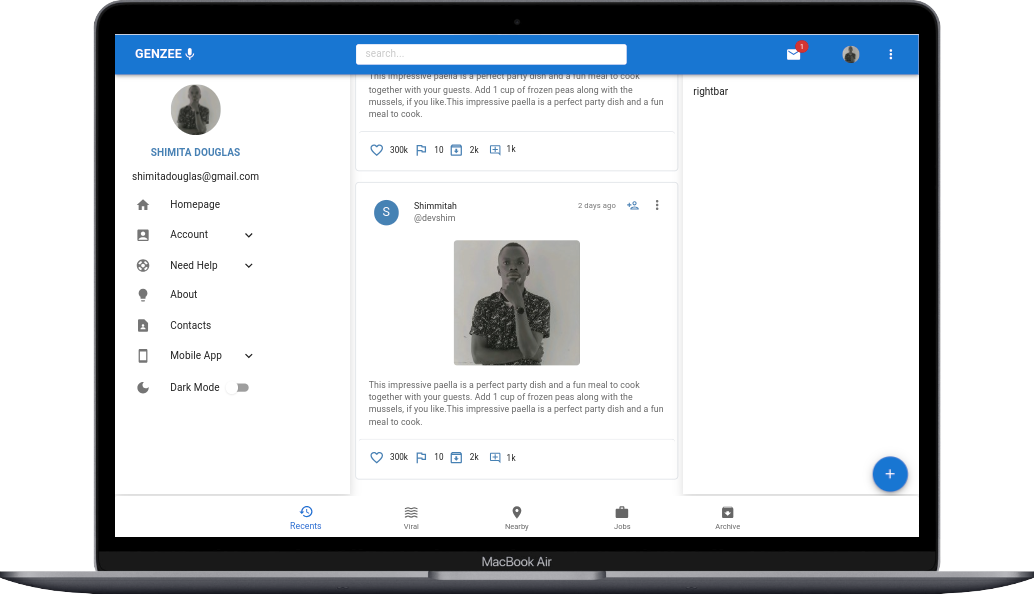 GENZEE
search...
1
SHIMITA DOUGLAS
shimitadouglas@gmail.com
Homepage
Account
Need Help
About
Contacts
Mobile App
Dark Mode
This impressive paella is a perfect party dish and a fun meal to cook
together with your guests. Add 1 cup of frozen peas along with the
mussels, if you like.This impressive paella is a perfect party dish and a fun
meal to cook.
300k 10 2k 1k
S
Shimmitah
@devshim
2 days ago
This impressive paella is a perfect party dish and a fun meal to cook
together with your guests. Add 1 cup of frozen peas along with the
mussels, if you like.This impressive paella is a perfect party dish and a fun
meal to cook.
300k 10 2k 1k
rightbar
+
Recents Viral Nearby Jobs Archive
MacBook Air